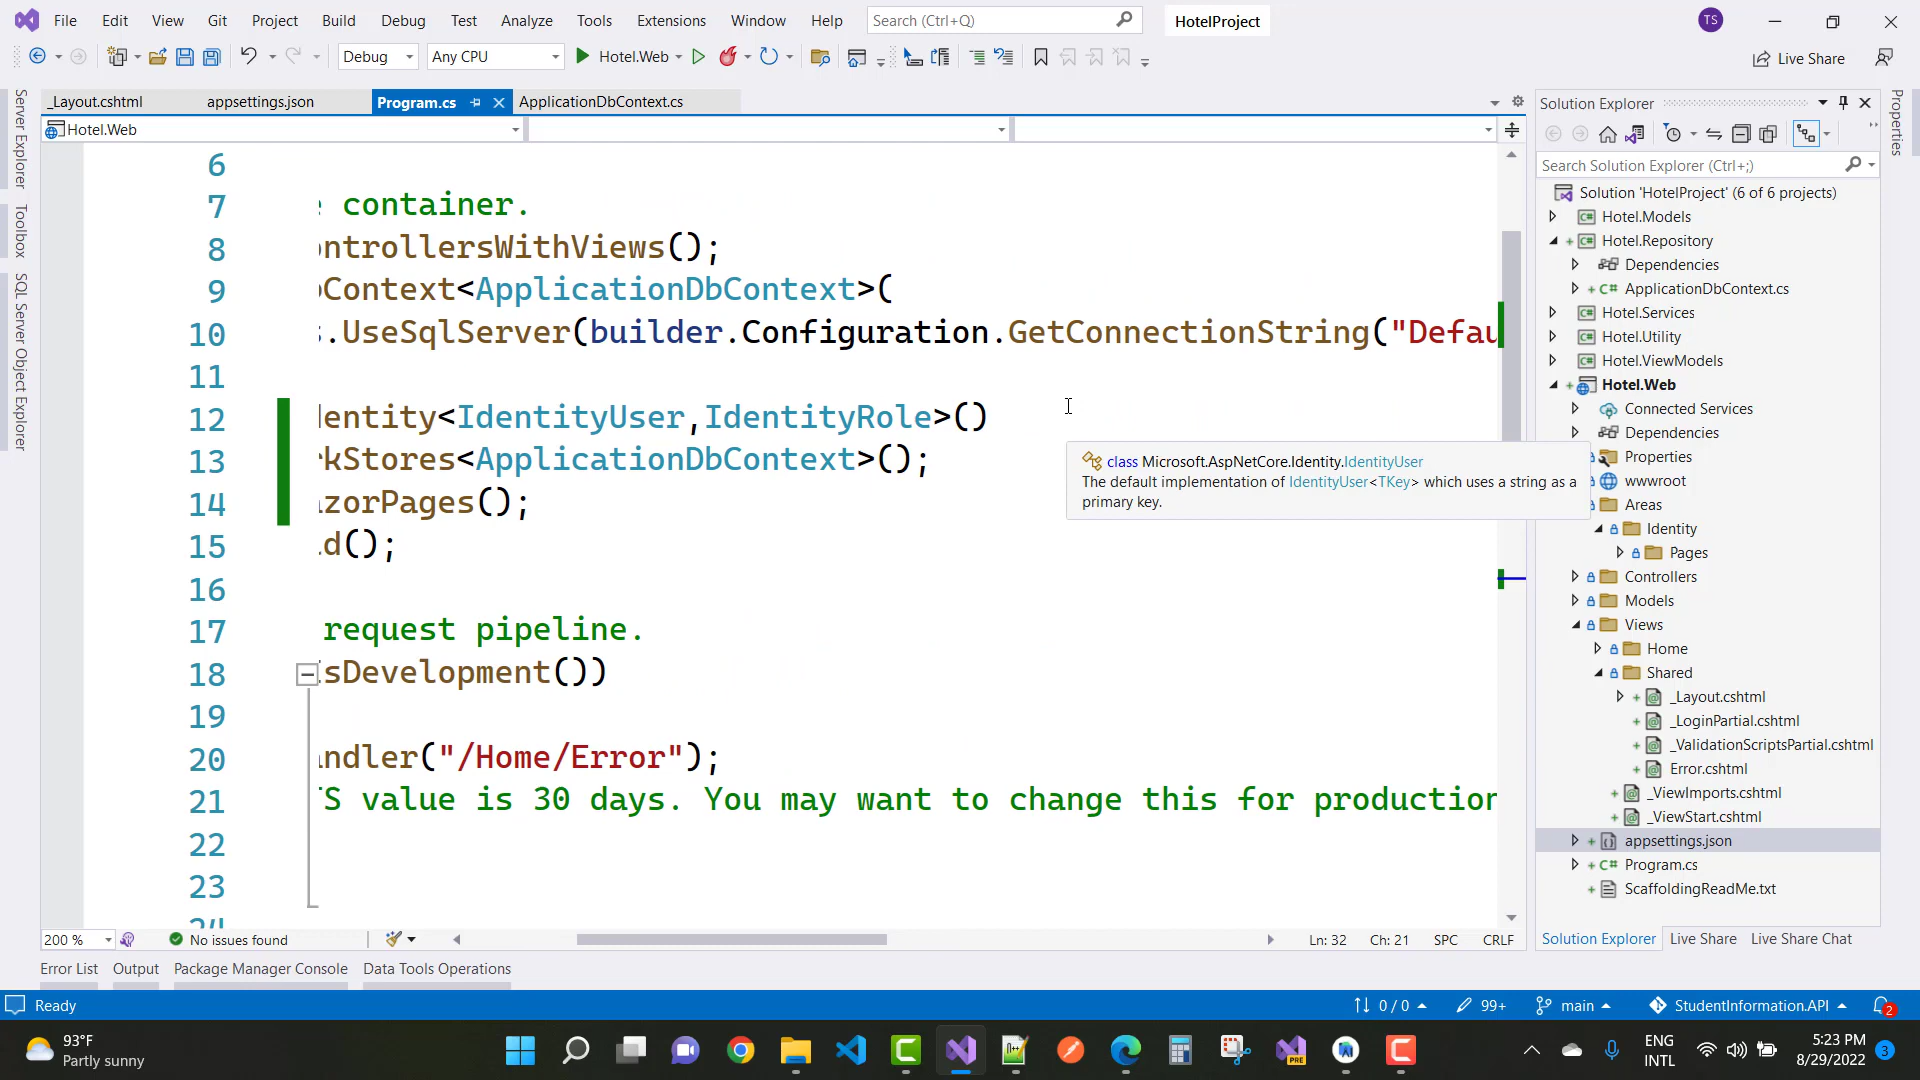 File Edit View Git Project Build Debug Test Analyze Tools Extensions Window Help Search (Ctrl+Q) HotelProject TS
Debug Any CPU Hotel.Web Live Share
_Layout.cshtml appsettings.json Program.cs ApplicationDbContext.cs
Hotel.Web
6
7 container.
8 ontrollersWithViews();
9 Context<ApplicationDbContext>(
10 .UseSqlServer(builder.Configuration.GetConnectionString("Defau
11
12 dentity<IdentityUser,IdentityRole>()
13 rkStores<ApplicationDbContext>();
14 azorPages();
15 d();
16
17 request pipeline.
18 sDevelopment())
19
20 ndler("/Home/Error");
21 TS value is 30 days. You may want to change this for production
22
23
24
class Microsoft.AspNetCore.Identity.IdentityUser
The default implementation of IdentityUser<TKey> which uses a string as a
primary key.
200 % No issues found Ln: 32 Ch: 21 SPC CRLF
Error List Output Package Manager Console Data Tools Operations
Server Explorer
Toolbox
SQL Server Object Explorer
Solution Explorer
Search Solution Explorer (Ctrl+;)
Solution 'HotelProject' (6 of 6 projects)
Hotel.Models
Hotel.Repository
Dependencies
ApplicationDbContext.cs
Hotel.Services
Hotel.Utility
Hotel.ViewModels
Hotel.Web
Connected Services
Dependencies
Properties
wwwroot
Areas
Identity
Pages
Controllers
Models
Views
Home
Shared
_Layout.cshtml
_LoginPartial.cshtml
_ValidationScriptsPartial.cshtml
Error.cshtml
_ViewImports.cshtml
_ViewStart.cshtml
appsettings.json
Program.cs
ScaffoldingReadMe.txt
Solution Explorer Live Share Live Share Chat
Properties
Ready 0 / 0 99+ main StudentInformation.API 2
93°F
Partly sunny
PRE
ENG
INTL
5:23 PM
8/29/2022
3